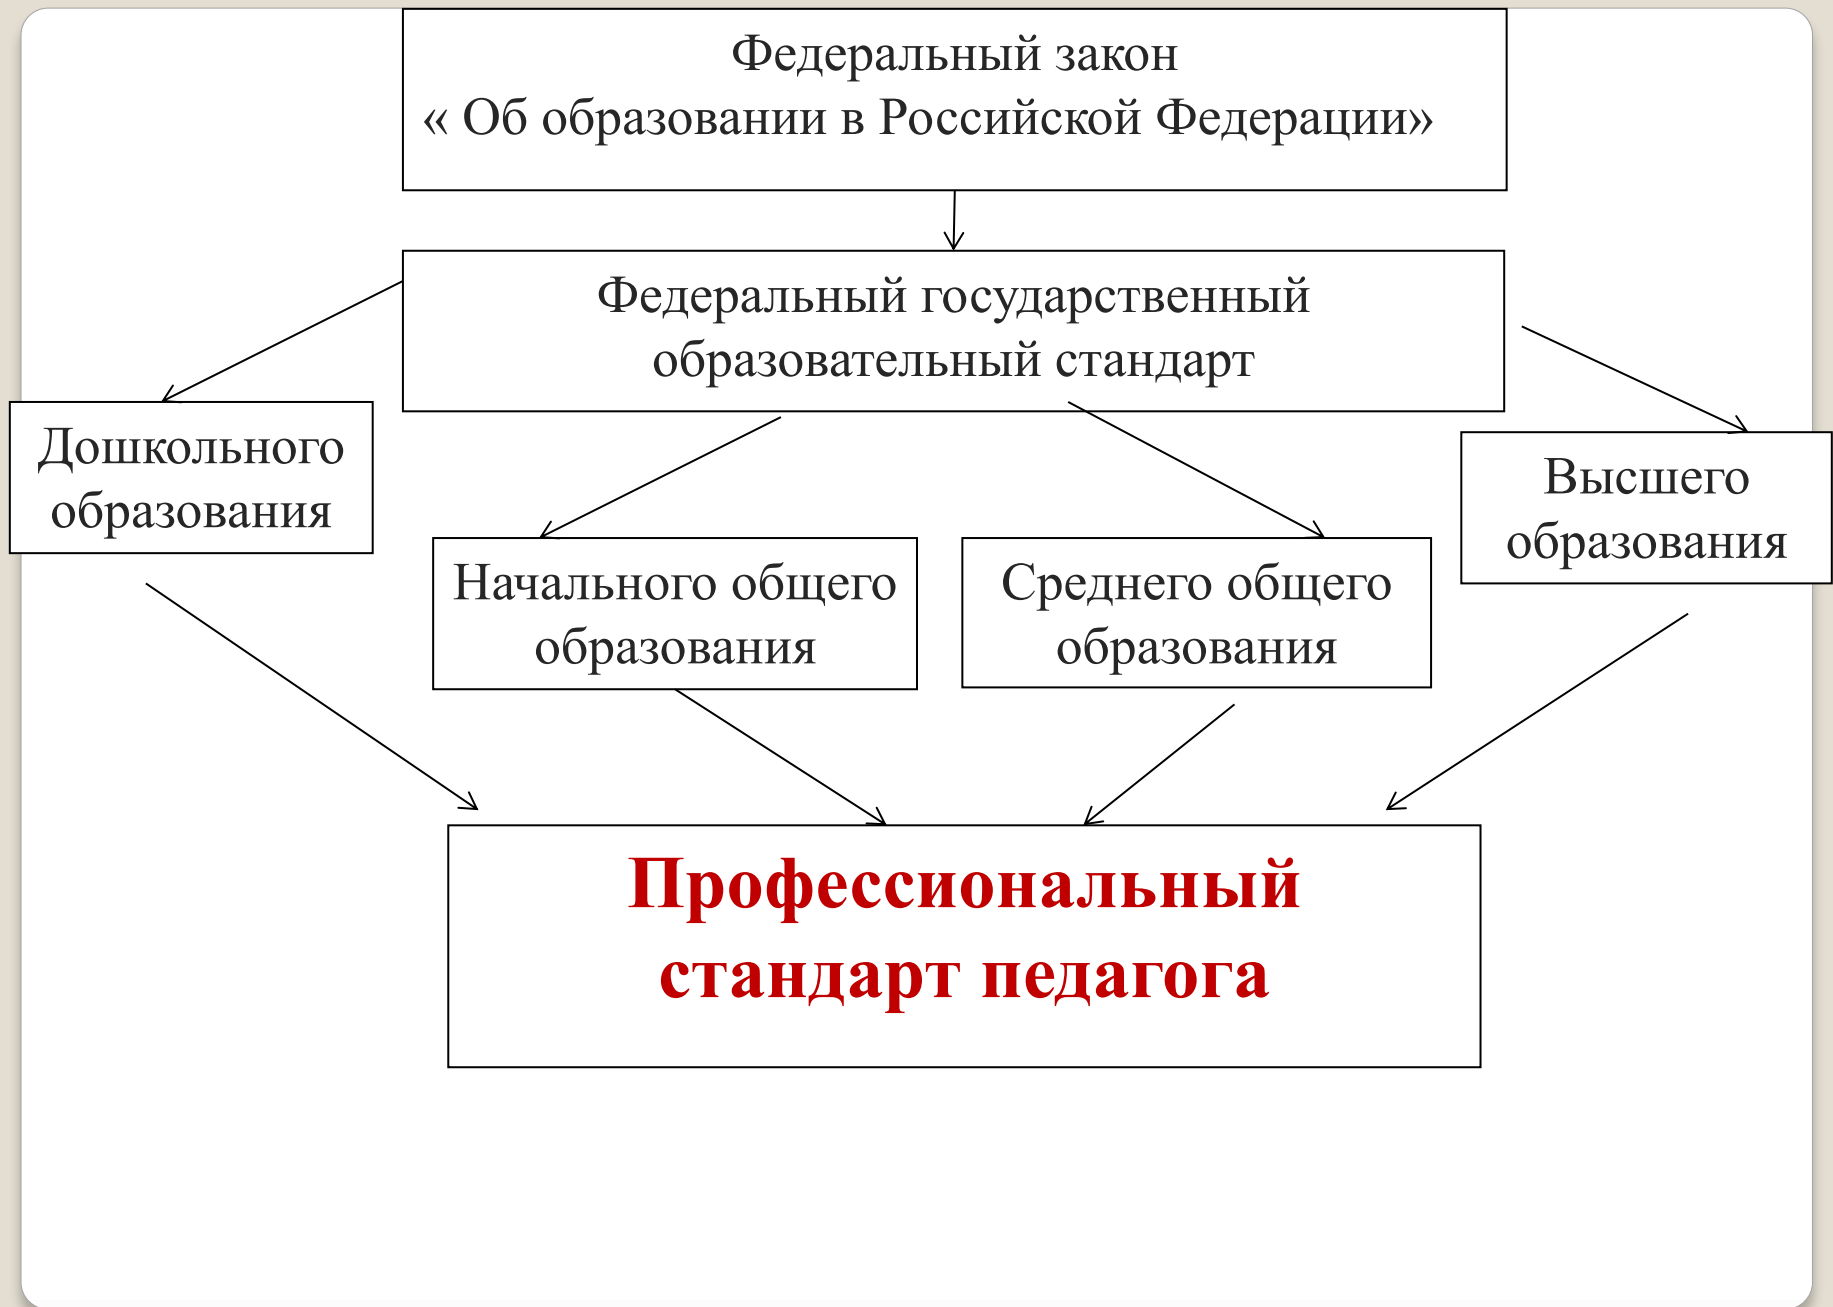 Федеральный закон
« Об образовании в Российской Федерации»
Федеральный государственный
образовательный стандарт
Дошкольного
образования
Начального общего
образования
Среднего общего
образования
Высшего
образования
Профессиональный
стандарт педагога